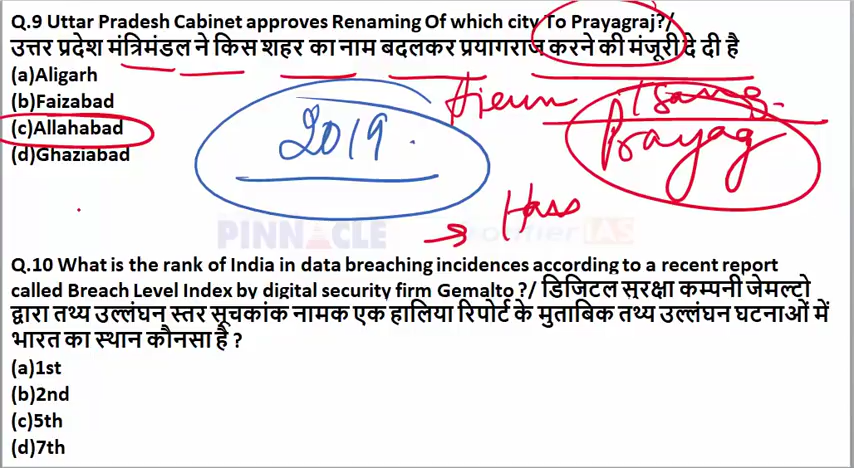 Q.9 Uttar Pradesh Cabinet approves Renaming Of which city To Prayagraj?/
उत्तर प्रदेश मंत्रिमंडल ने किस शहर का नाम बदलकर प्रयागराज करने की मंजूरी दे दी है
(a)Aligarh
(b)Faizabad
(c)Allahabad
(d)Ghaziabad
2019
Hieun Tsang
Prayag
PINNACLE
IAS
Q.10 What is the rank of India in data breaching incidences according to a recent report
called Breach Level Index by digital security firm Gemalto ?/ डिजिटल सुरक्षा कम्पनी जेमल्टो
द्वारा तथ्य उल्लंघन स्तर सूचकांक नामक एक हालिया रिपोर्ट के मुताबिक तथ्य उल्लंघन घटनाओं में
भारत का स्थान कौनसा है ?
(a)1st
(b)2nd
(c)5th
(d)7th